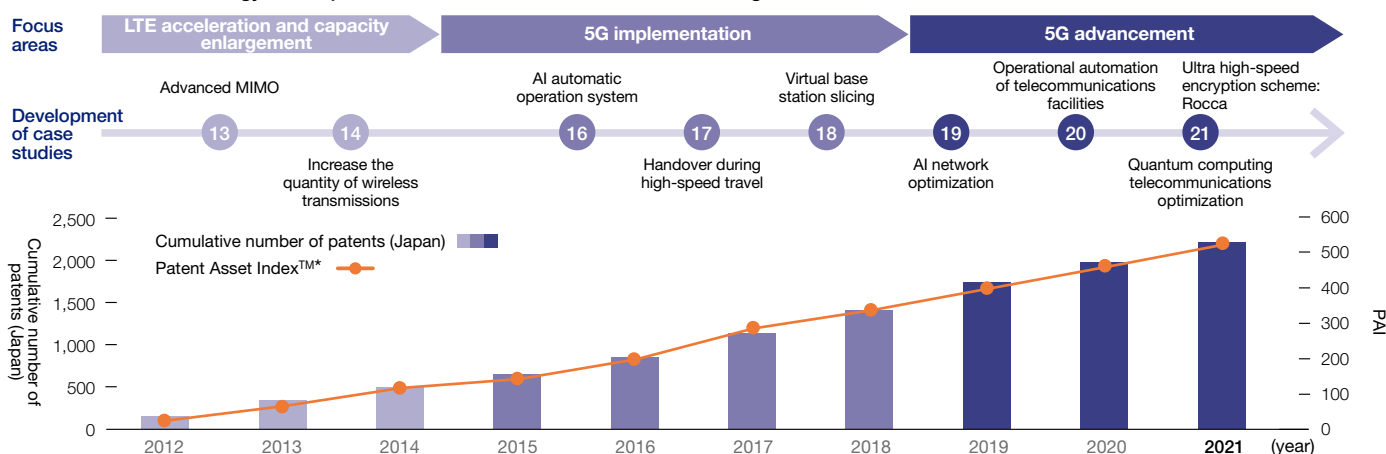 Focus
areas
LTE acceleration and capacity
enlargement
5G implementation
5G advancement
Development
of case
studies
Advanced MIMO
AI automatic
operation system
Virtual base
station slicing
Operational automation
of telecommunications
facilities
Ultra high-speed
encryption scheme:
Rocca
13
14
16
17
18
19
20
21
Increase the
quantity of wireless
transmissions
Handover during
high-speed travel
AI network
optimization
Quantum computing
telecommunications
optimization
Cumulative number of
patents (Japan)
2,500
2,000
1,500
1,000
500
0
Cumulative number of patents (Japan)
Patent Asset Index™*
600
500
400
300
200
100
0
PAI
2012
2013
2014
2015
2016
2017
2018
2019
2020
2021
(year)